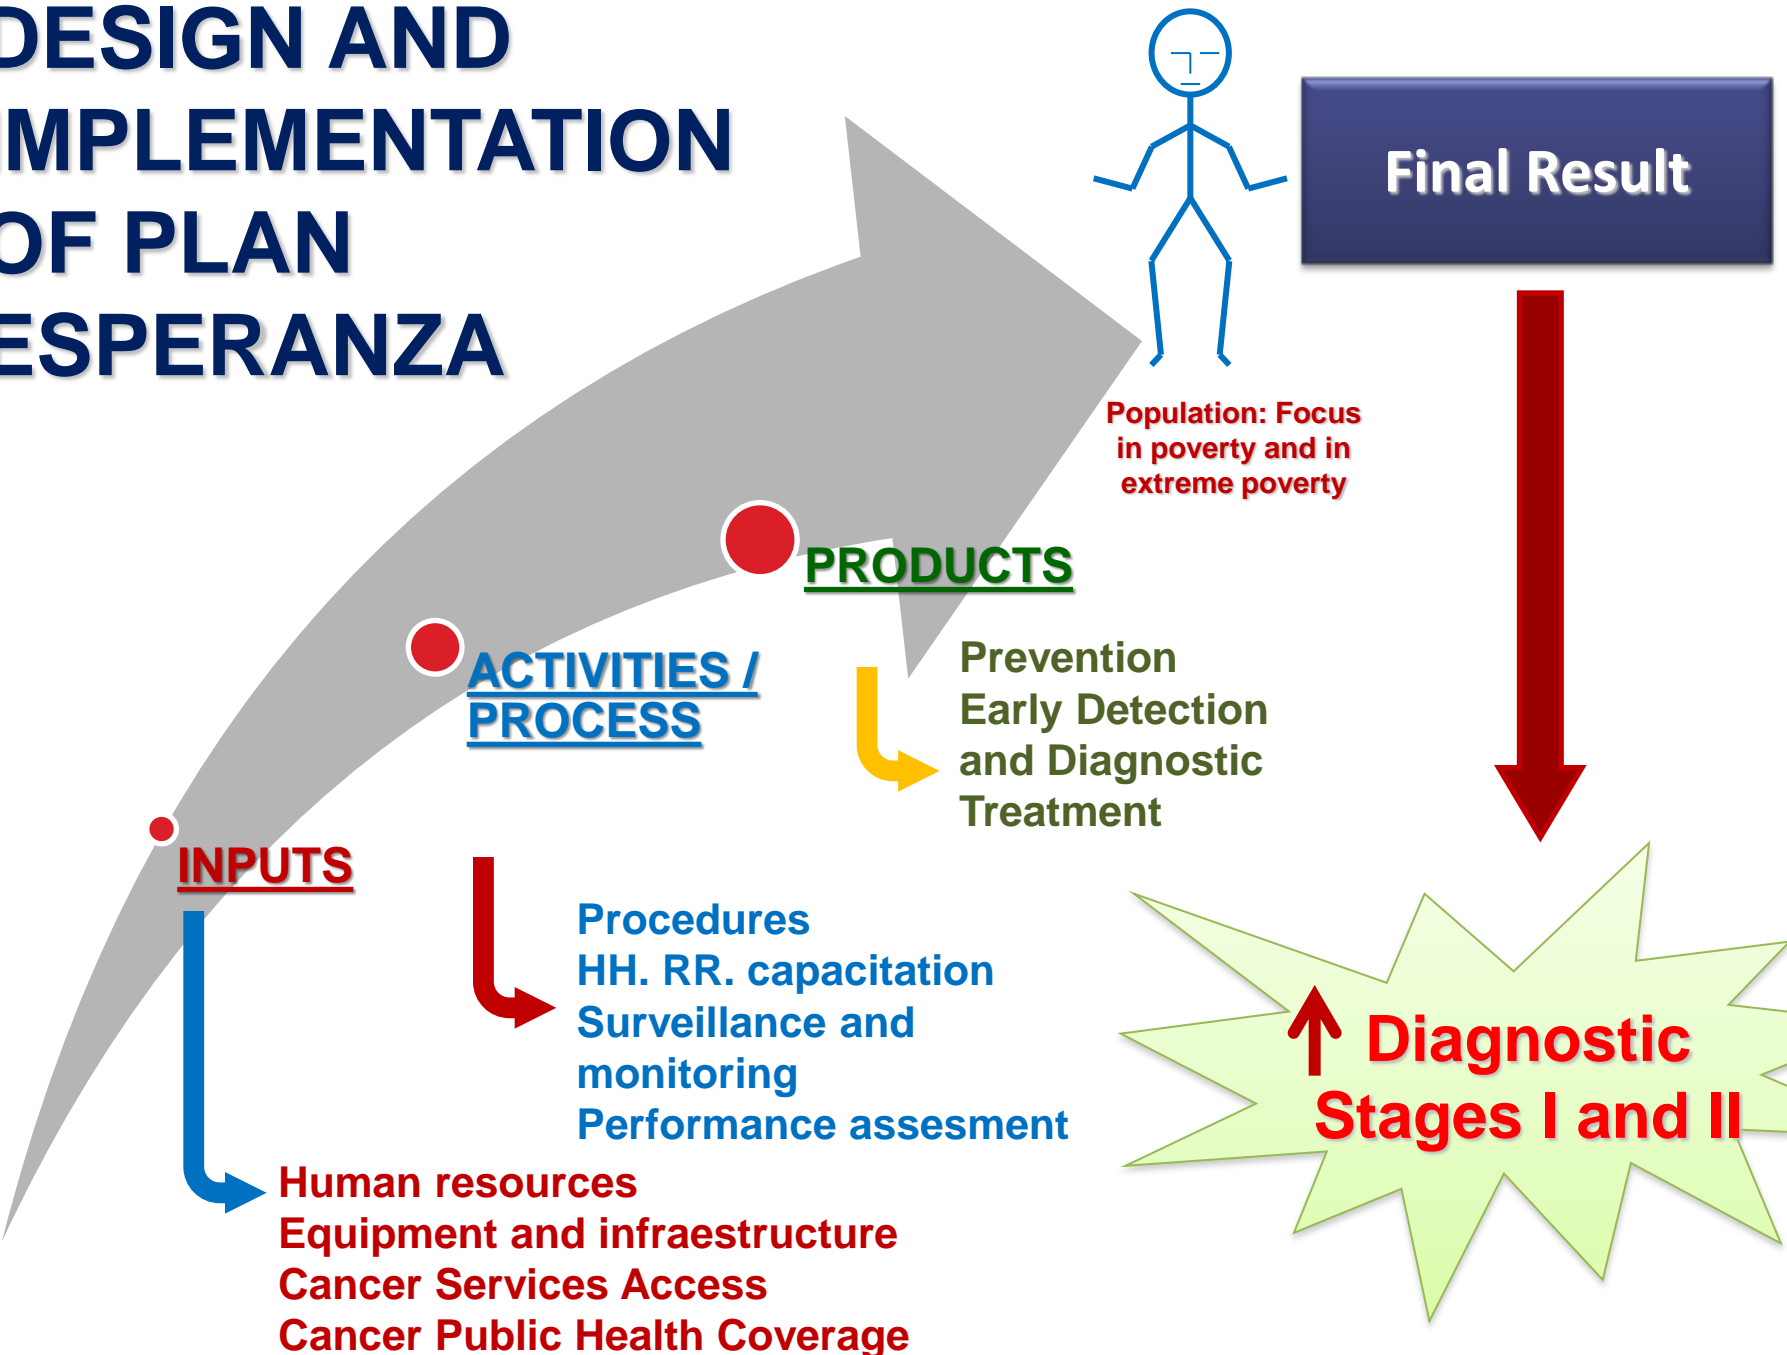 DESIGN AND
IMPLEMENTATION
OF PLAN
ESPERANZA
Final Result
Population: Focus
in poverty and in
extreme poverty
PRODUCTS
Prevention
Early Detection
and Diagnostic
Treatment
ACTIVITIES /
PROCESS
Procedures
HH. RR. capacitation
Surveillance and
monitoring
Performance assesment
INPUTS
Human resources
Equipment and infraestructure
Cancer Services Access
Cancer Public Health Coverage
Diagnostic
Stages I and II